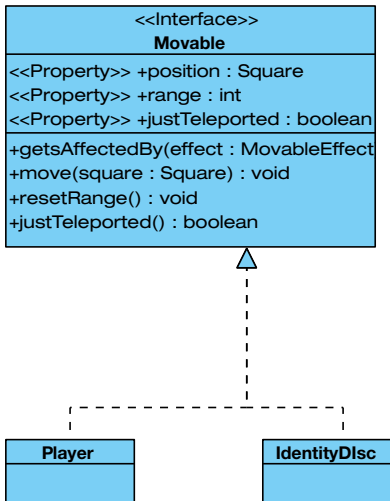 <<Interface>>
Movable
<<Property>> +position : Square
<<Property>> +range : int
<<Property>> +justTeleported : boolean
+getsAffectedBy(effect : MovableEffect
+move(square : Square) : void
+resetRange() : void
+justTeleported() : boolean
Player
IdentityDIsc